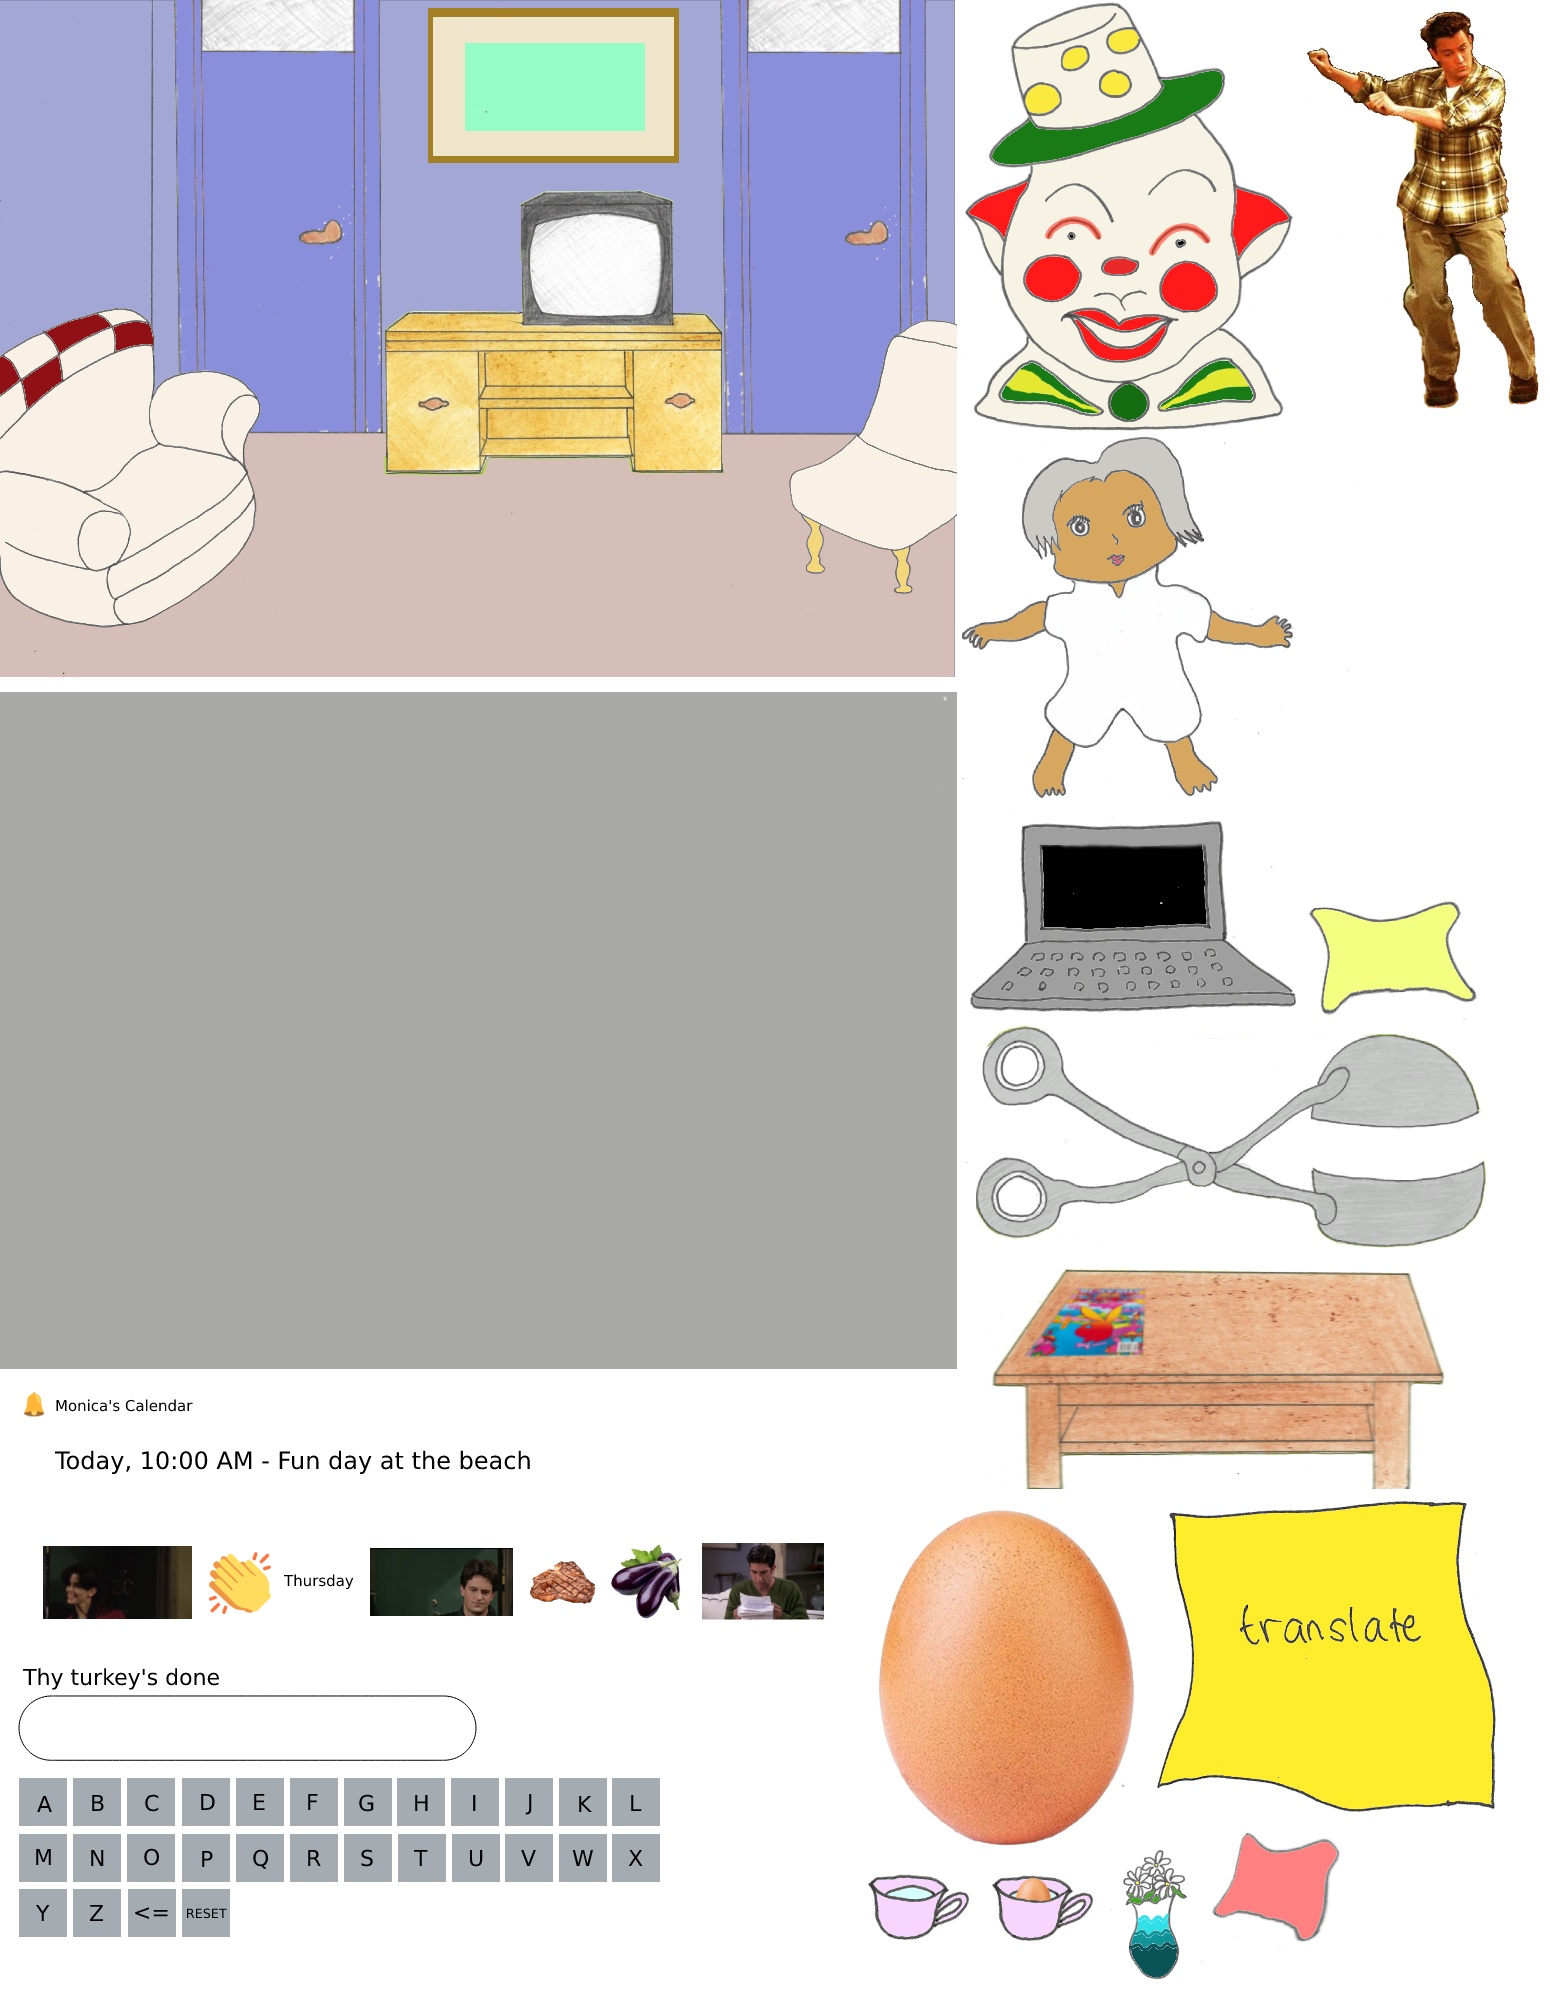 Monica's Calendar
Today, 10:00 AM - Fun day at the beach
Thursday
translate
Thy turkey's done
A B C D E F G H I J K L
M N O P Q R S T U V W X
Y Z <= RESET